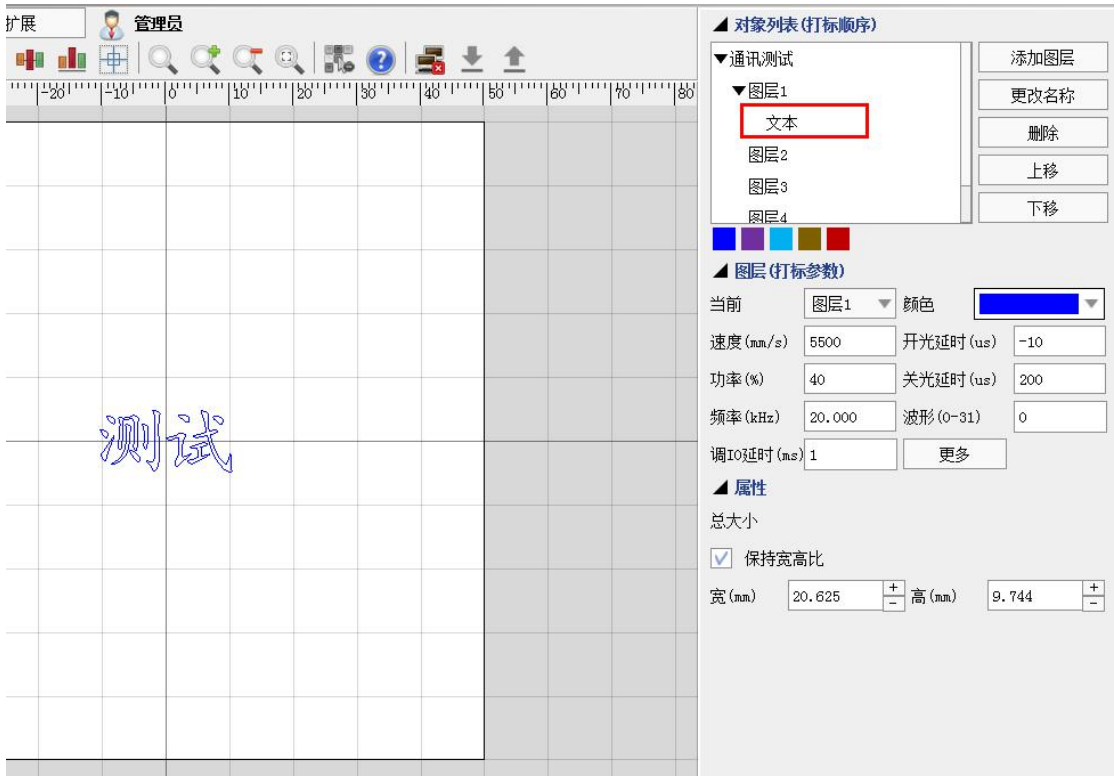 扩展 管理员
-20 -10 0 10 20 30 40 50 60 70 80
测试
对象列表(打标顺序)
通讯测试
图层1
文本
图层2
图层3
图层4
添加图层
更改名称
删除
上移
下移
图层(打标参数)
当前 图层1 颜色
速度(mm/s) 5500 开光延时(us) -10
功率(%) 40 关光延时(us) 200
频率(kHz) 20.000 波形(0-31) 0
调IO延时(ms) 1 更多
属性
总大小
保持宽高比
宽(mm) 20.625 + - 高(mm) 9.744 + -